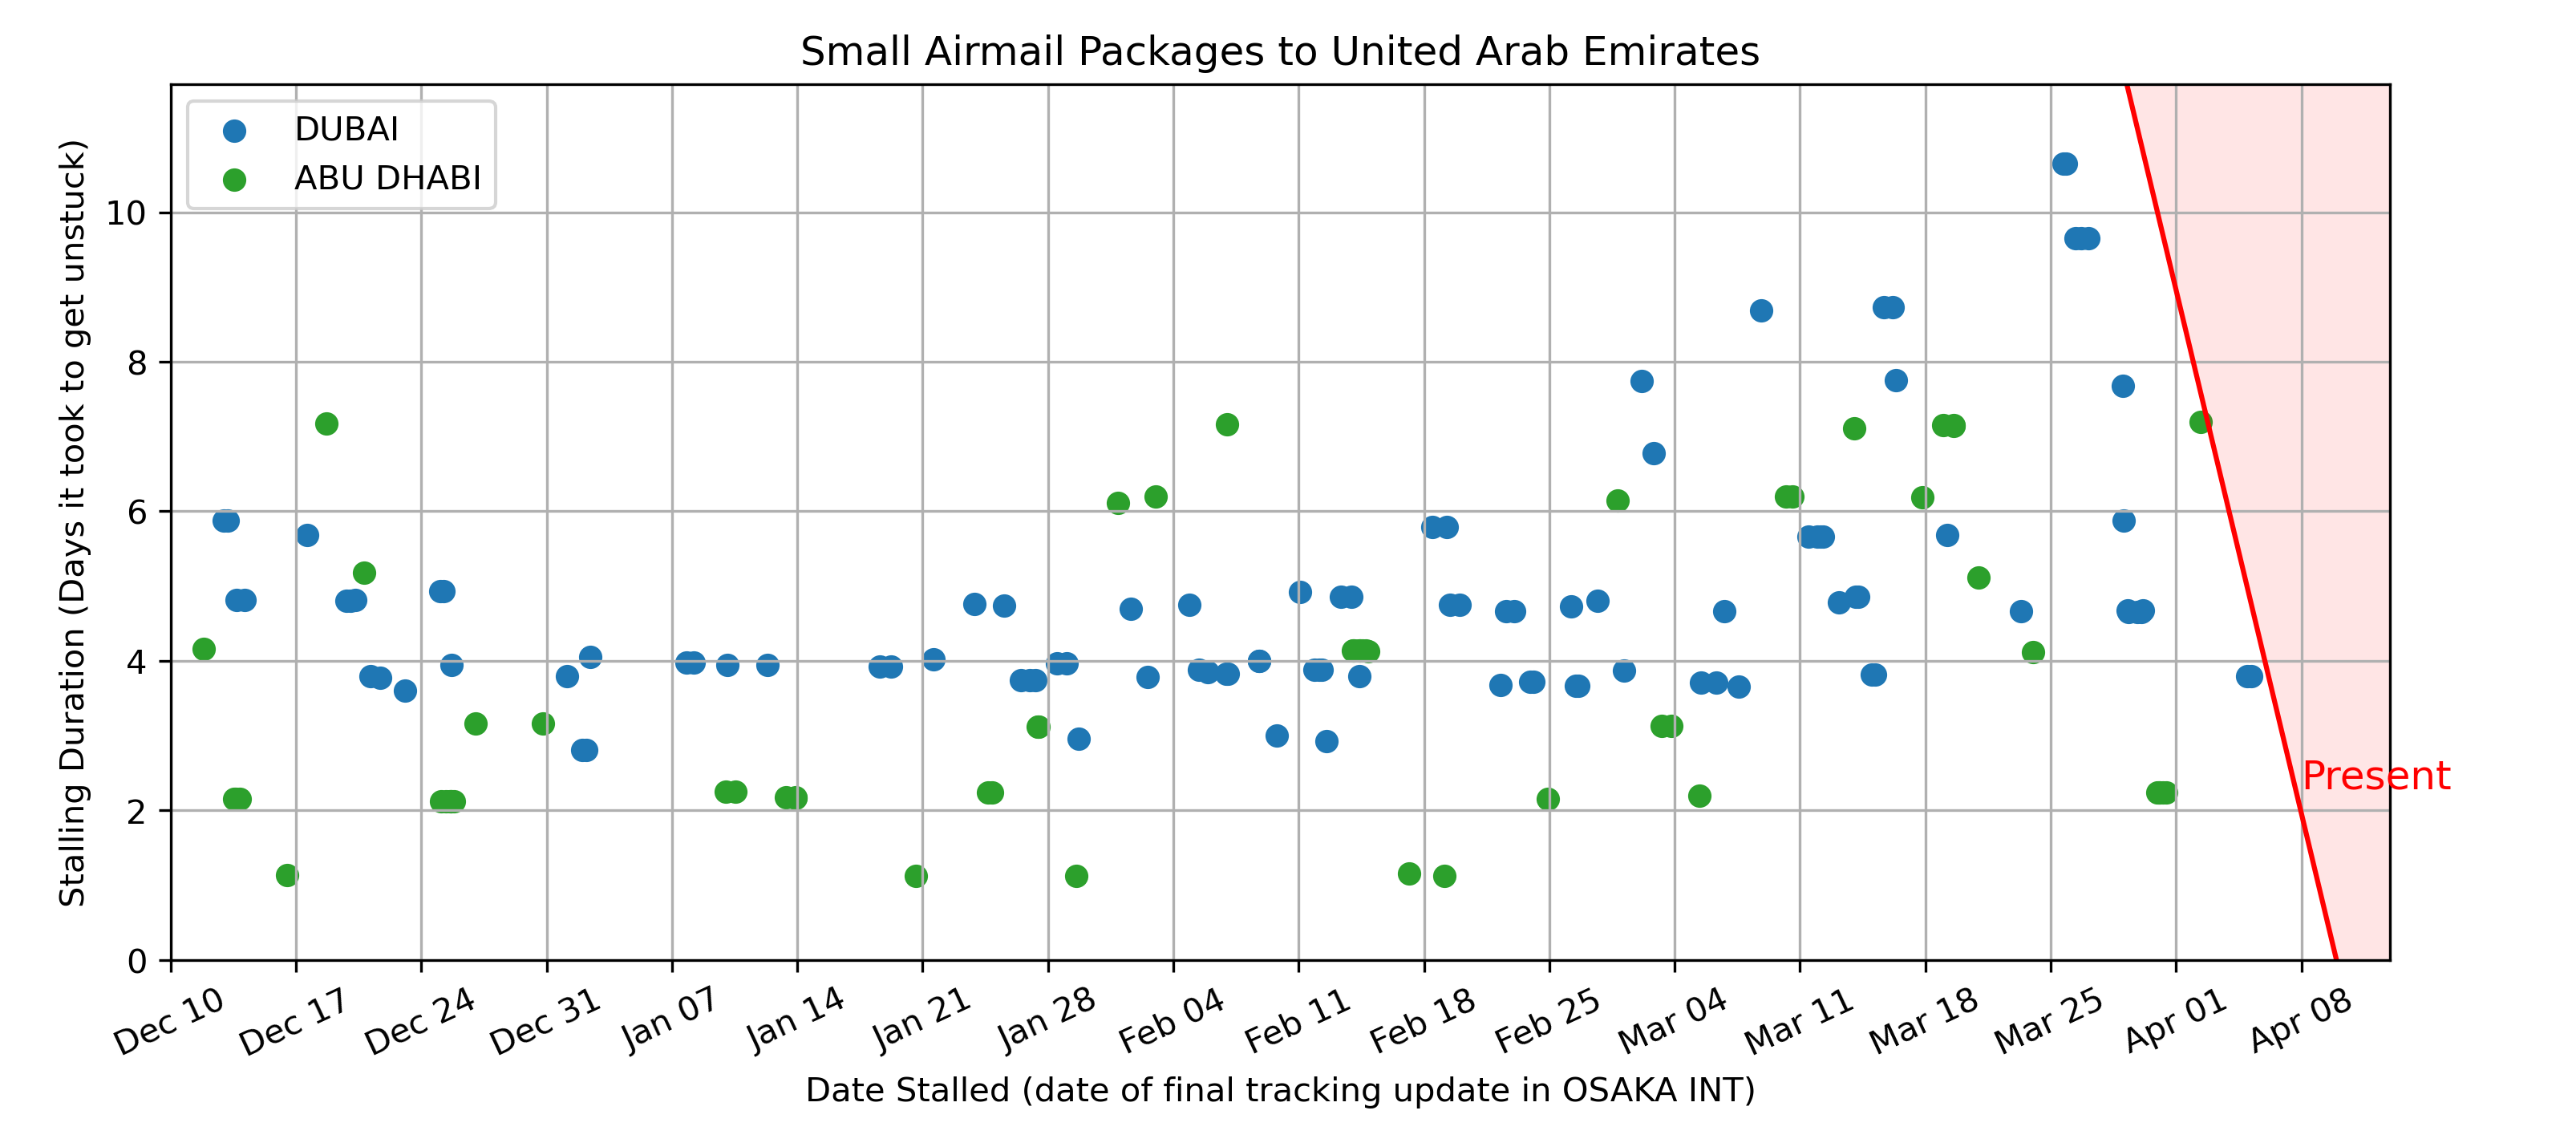 Small Airmail Packages to United Arab Emirates
DUBAI
ABU DHABI
Stalling Duration (Days it took to get unstuck)
10
8
6
4
2
0
Present
Dec 10
Dec 17
Dec 24
Dec 31
Jan 07
Jan 14
Jan 21
Jan 28
Feb 04
Feb 11
Feb 18
Feb 25
Mar 04
Mar 11
Mar 18
Mar 25
Apr 01
Apr 08
Date Stalled (date of final tracking update in OSAKA INT)